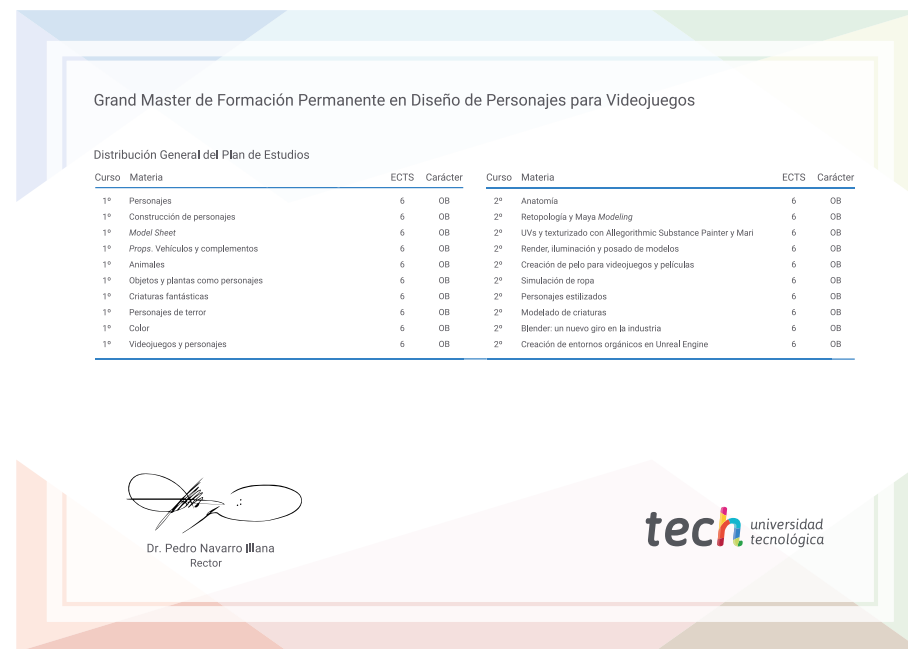 Grand Master de Formación Permanente en Diseño de Personajes para Videojuegos
Distribución General del Plan de Estudios
Curso Materia ECTS Carácter
1º Personajes 6 OB
1º Construcción de personajes 6 OB
1º Model Sheet 6 OB
1º Props. Vehículos y complementos 6 OB
1º Animales 6 OB
1º Objetos y plantas como personajes 6 OB
1º Criaturas fantásticas 6 OB
1º Personajes de terror 6 OB
1º Color 6 OB
1º Videojuegos y personajes 6 OB
Curso Materia ECTS Carácter
2º Anatomía 6 OB
2º Retopología y Maya Modeling 6 OB
2º UVs y texturizado con Allegorithmic Substance Painter y Mari 6 OB
2º Render, iluminación y posado de modelos 6 OB
2º Creación de pelo para videojuegos y películas 6 OB
2º Simulación de ropa 6 OB
2º Personajes estilizados 6 OB
2º Modelado de criaturas 6 OB
2º Blender: un nuevo giro en la industria 6 OB
2º Creación de entornos orgánicos en Unreal Engine 6 OB
Dr. Pedro Navarro Illana
Rector
tech universidad
tecnológica